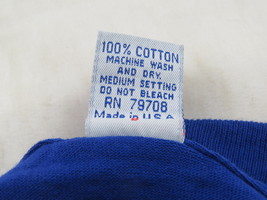 100% COTTON
MACHINE WASH
AND DRY.
MEDIUM SETTING
DO NOT BLEACH
RN 79708
Made in U.S.A.